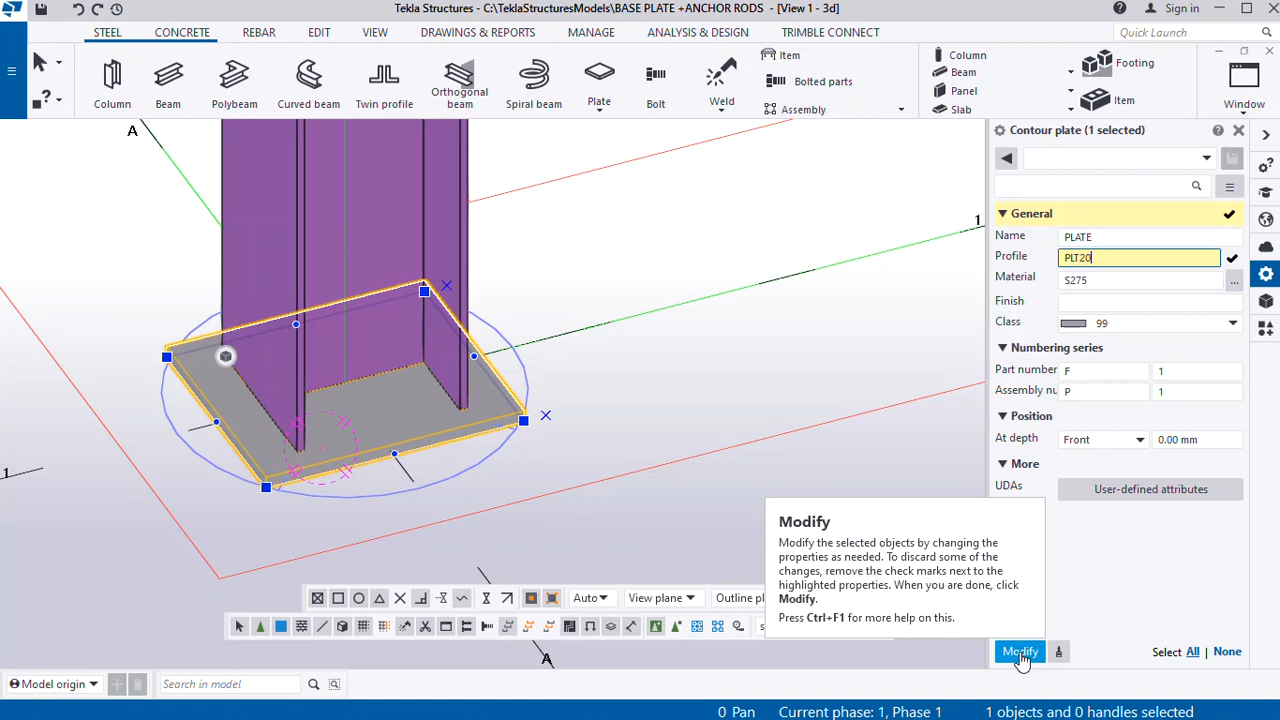 Tekla Structures - C:\TeklaStructuresModels\BASE PLATE +ANCHOR RODS - [View 1 - 3d]
Sign in
STEEL CONCRETE REBAR EDIT VIEW DRAWINGS & REPORTS MANAGE ANALYSIS & DESIGN TRIMBLE CONNECT
Quick Launch
Column
Beam
Polybeam
Curved beam
Twin profile
Orthogonal
beam
Spiral beam
Plate
Bolt
Weld
Item
Bolted parts
Assembly
Column
Beam
Panel
Slab
Footing
Item
Window
A
1
1
A
Contour plate (1 selected)
General
Name PLATE
Profile PLT20
Material S275 ...
Finish
Class 99
Numbering series
Part number F 1
Assembly nu P 1
Position
At depth Front 0.00 mm
More
UDAs User-defined attributes
Modify
Modify the selected objects by changing the
properties as needed. To discard some of the
changes, remove the check marks next to the
highlighted properties. When you are done, click
Modify.
Press Ctrl+F1 for more help on this.
Auto View plane Outline pl
Modify Select All | None
Model origin Search in model
0 Pan Current phase: 1, Phase 1 1 objects and 0 handles selected